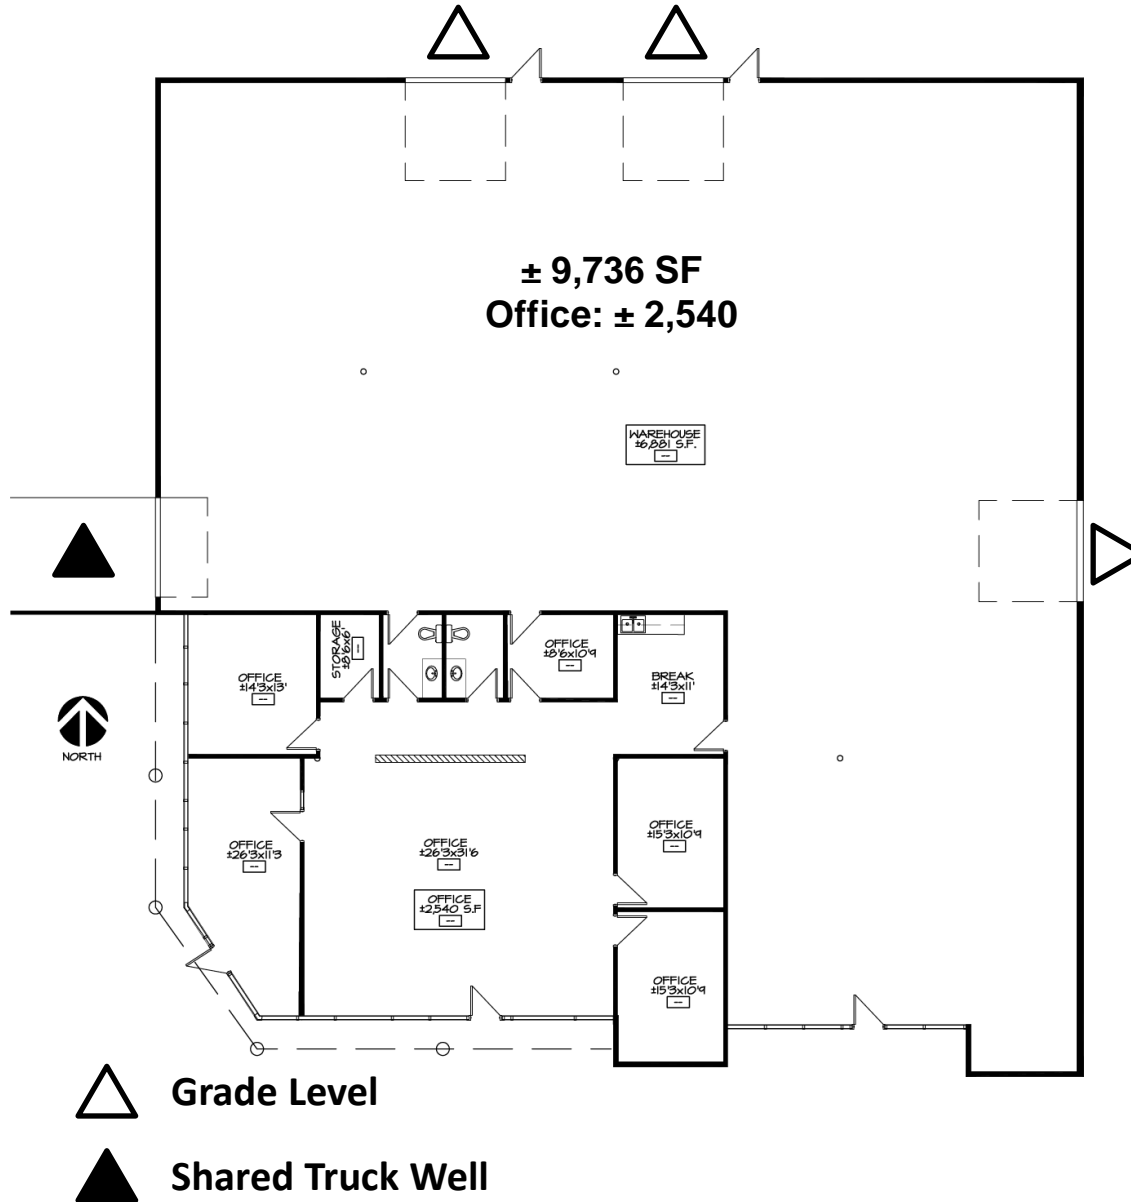 ± 9,736 SF
Office: ± 2,540
WAREHOUSE
±6,881 S.F.
--
STORAGE
±8'6x6'
--
OFFICE
±8'6x10'9
--
OFFICE
±14'3x13'
--
BREAK
±14'3x11'
--
NORTH
OFFICE
±26'3x11'3
--
OFFICE
±26'3x31'6
--
OFFICE
±15'3x10'9
--
OFFICE
±2,540 S.F
--
OFFICE
±15'3x10'9
--
Grade Level
Shared Truck Well